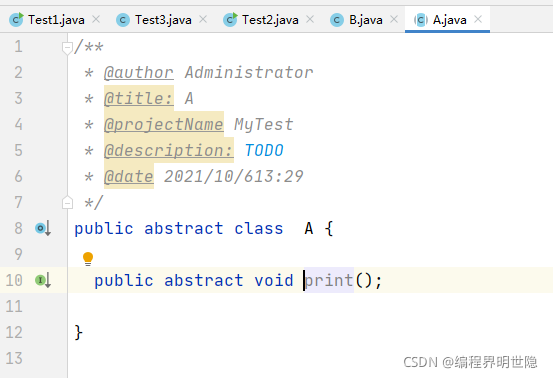 Test1.java Test3.java Test2.java B.java A.java
1 /**
2 * @author Administrator
3 * @title: A
4 * @projectName MyTest
5 * @description: TODO
6 * @date 2021/10/613:29
7 */
8 public abstract class  A {
9
10 public abstract void print();
11
12 }
13
CSDN @编程界明世隐